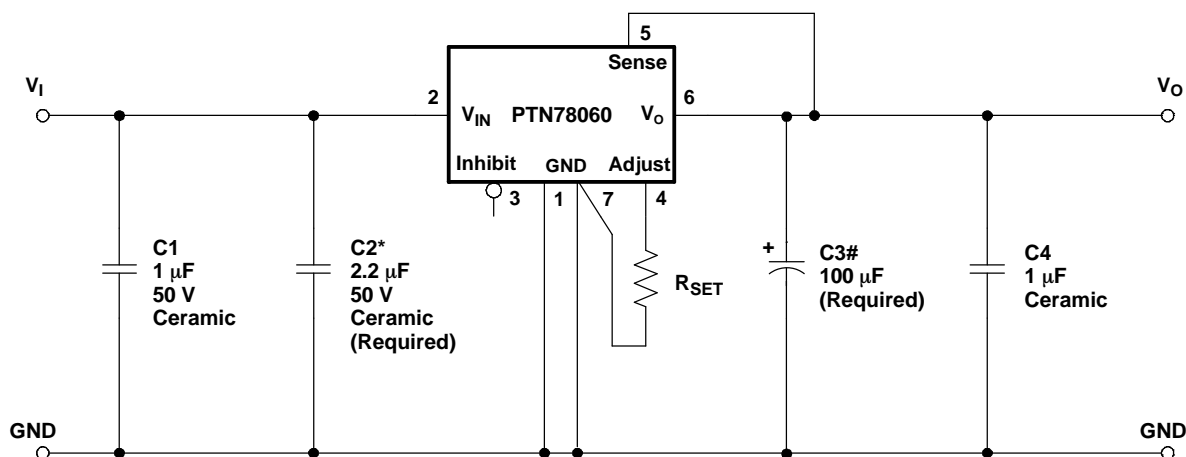 5
Sense
V_I
V_O
2
V_IN
PTN78060
V_O
6
Inhibit
GND
Adjust
3
1
7
4
C1
1 μF
50 V
Ceramic
C2*
2.2 μF
50 V
Ceramic
(Required)
R_SET
+
C3#
100 μF
(Required)
C4
1 μF
Ceramic
GND
GND